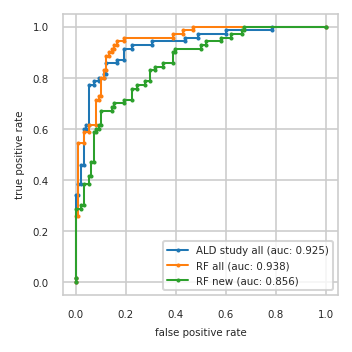 1.0
0.8
0.6
0.4
0.2
0.0
true positive rate
ALD study all (auc: 0.925)
RF all (auc: 0.938)
RF new (auc: 0.856)
0.0 0.2 0.4 0.6 0.8 1.0
false positive rate